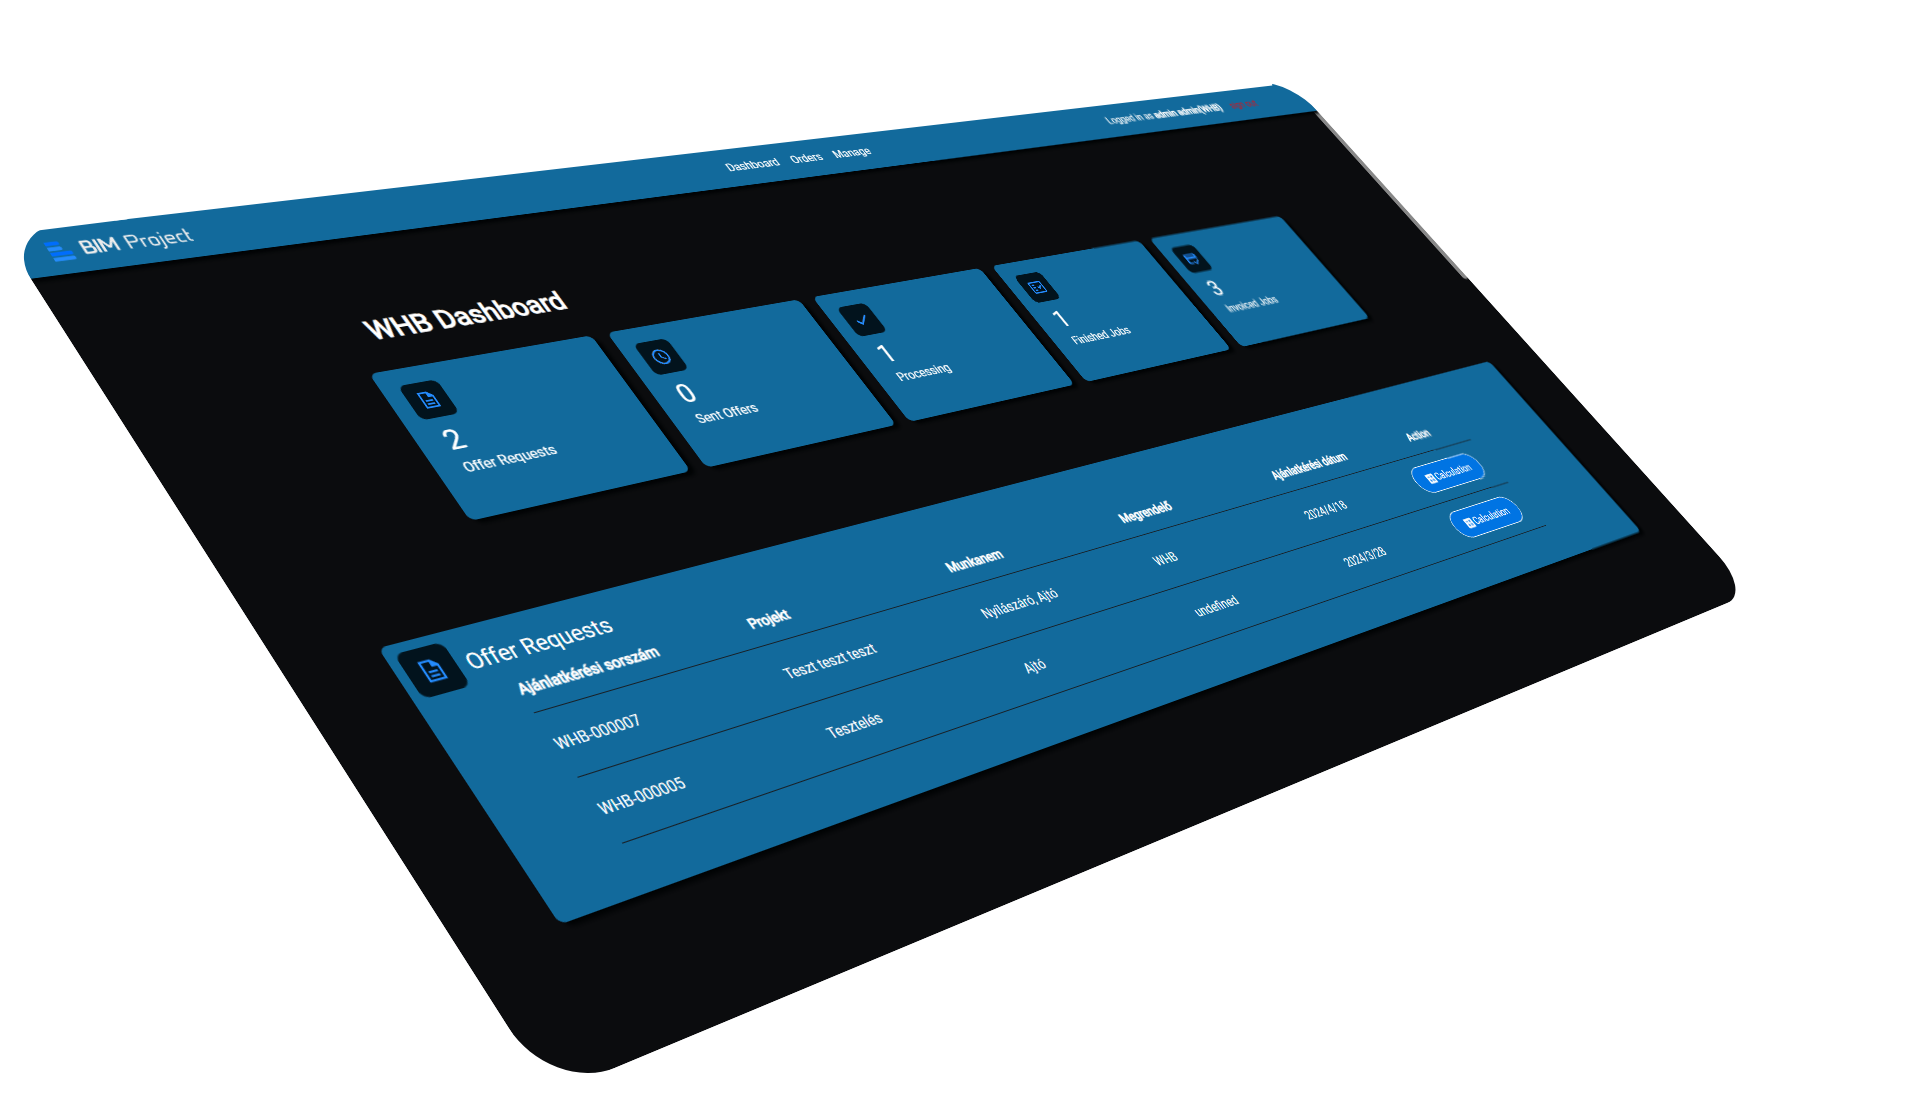 BIM Project
Dashboard Orders Manage
Logged in as admin admin(WHB)
WHB Dashboard
2
Offer Requests
0
Sent Offers
1
Processing
1
Finished Jobs
3
Invoiced Jobs
Offer Requests
Ajánlatkérési sorszám Projekt Munkanem Megrendelő Ajánlatkérési dátum Action
WHB-000007 Teszt teszt teszt Nyílászáró, Ajtó WHB 2024/4/18 Calculation
WHB-000005 Tesztelés Ajtó undefined 2024/3/28 Calculation